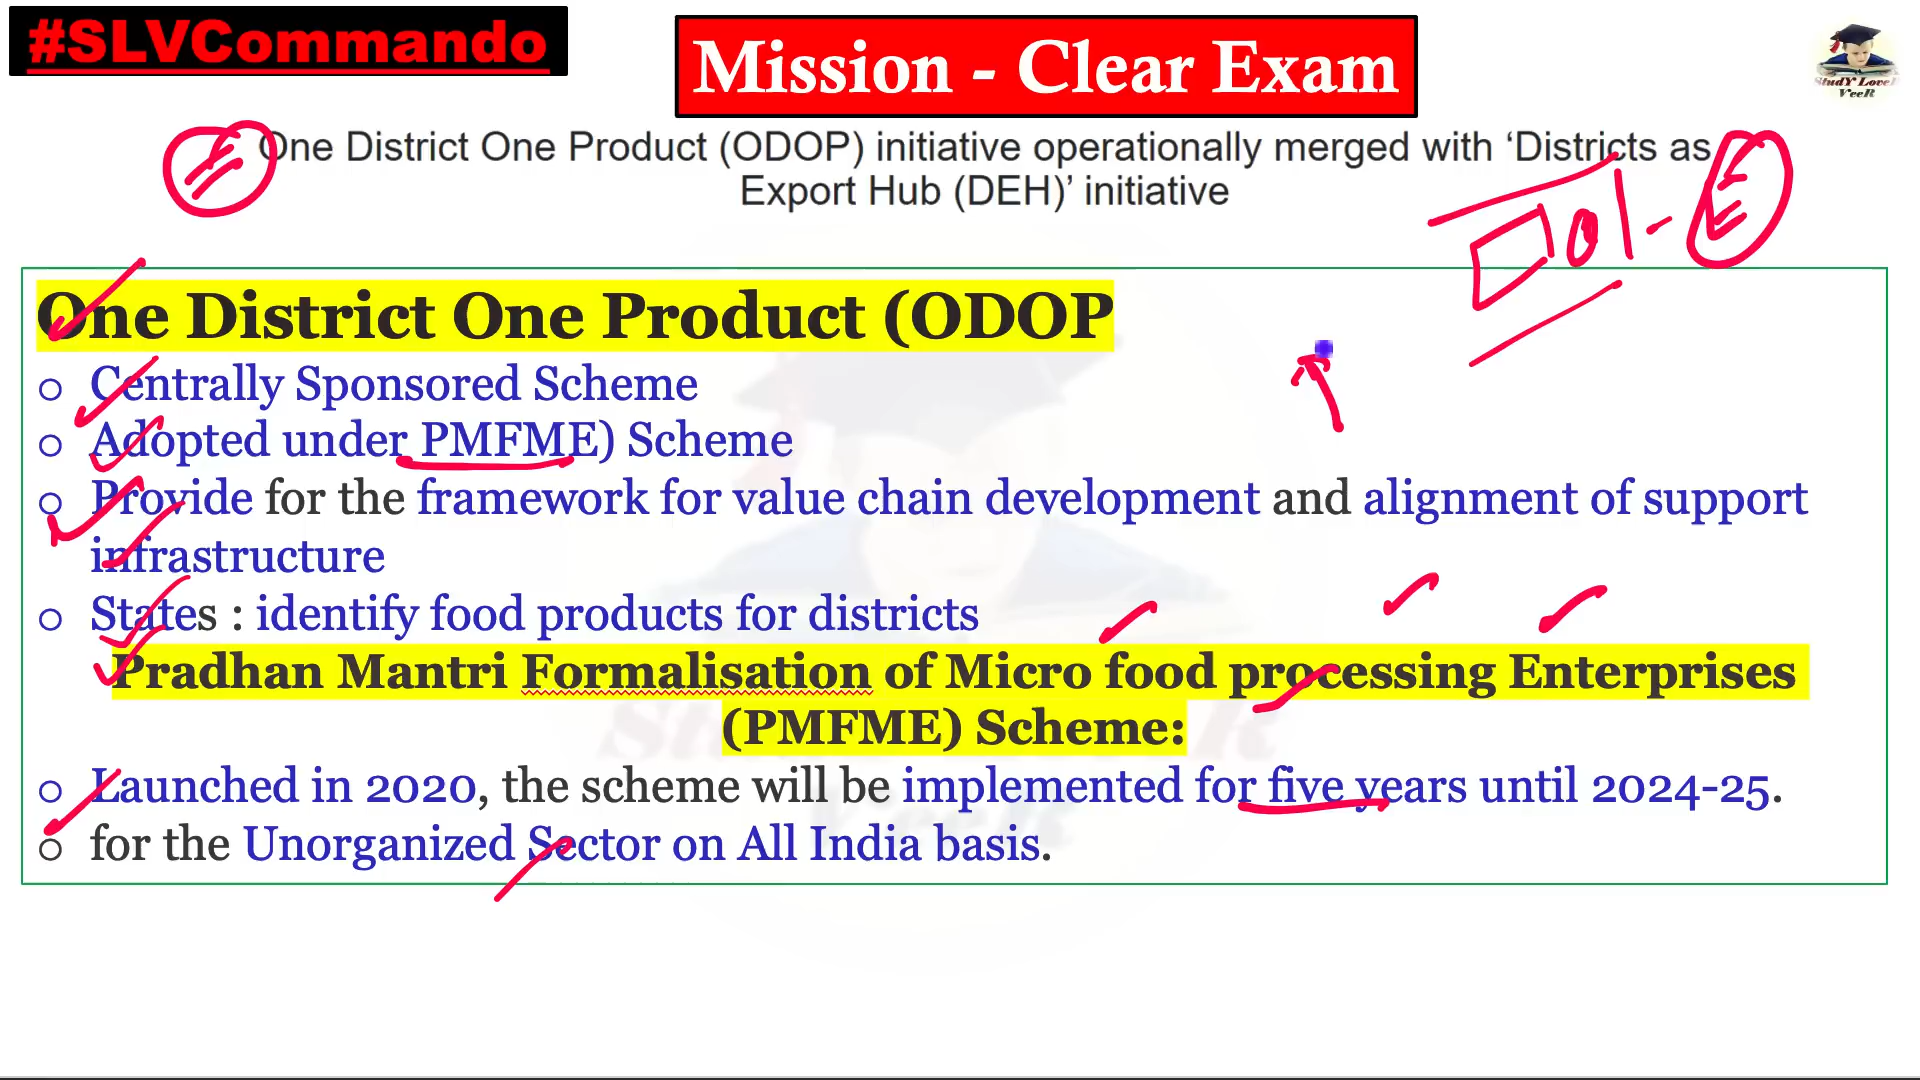 #SLVCommando
Mission - Clear Exam
StudY LoveR
VeeR
One District One Product (ODOP) initiative operationally merged with ‘Districts as
Export Hub (DEH)’ initiative
One District One Product (ODOP
o Centrally Sponsored Scheme
o Adopted under PMFME) Scheme
o Provide for the framework for value chain development and alignment of support
infrastructure
o States : identify food products for districts
Pradhan Mantri Formalisation of Micro food processing Enterprises
(PMFME) Scheme:
o Launched in 2020, the scheme will be implemented for five years until 2024-25.
o for the Unorganized Sector on All India basis.